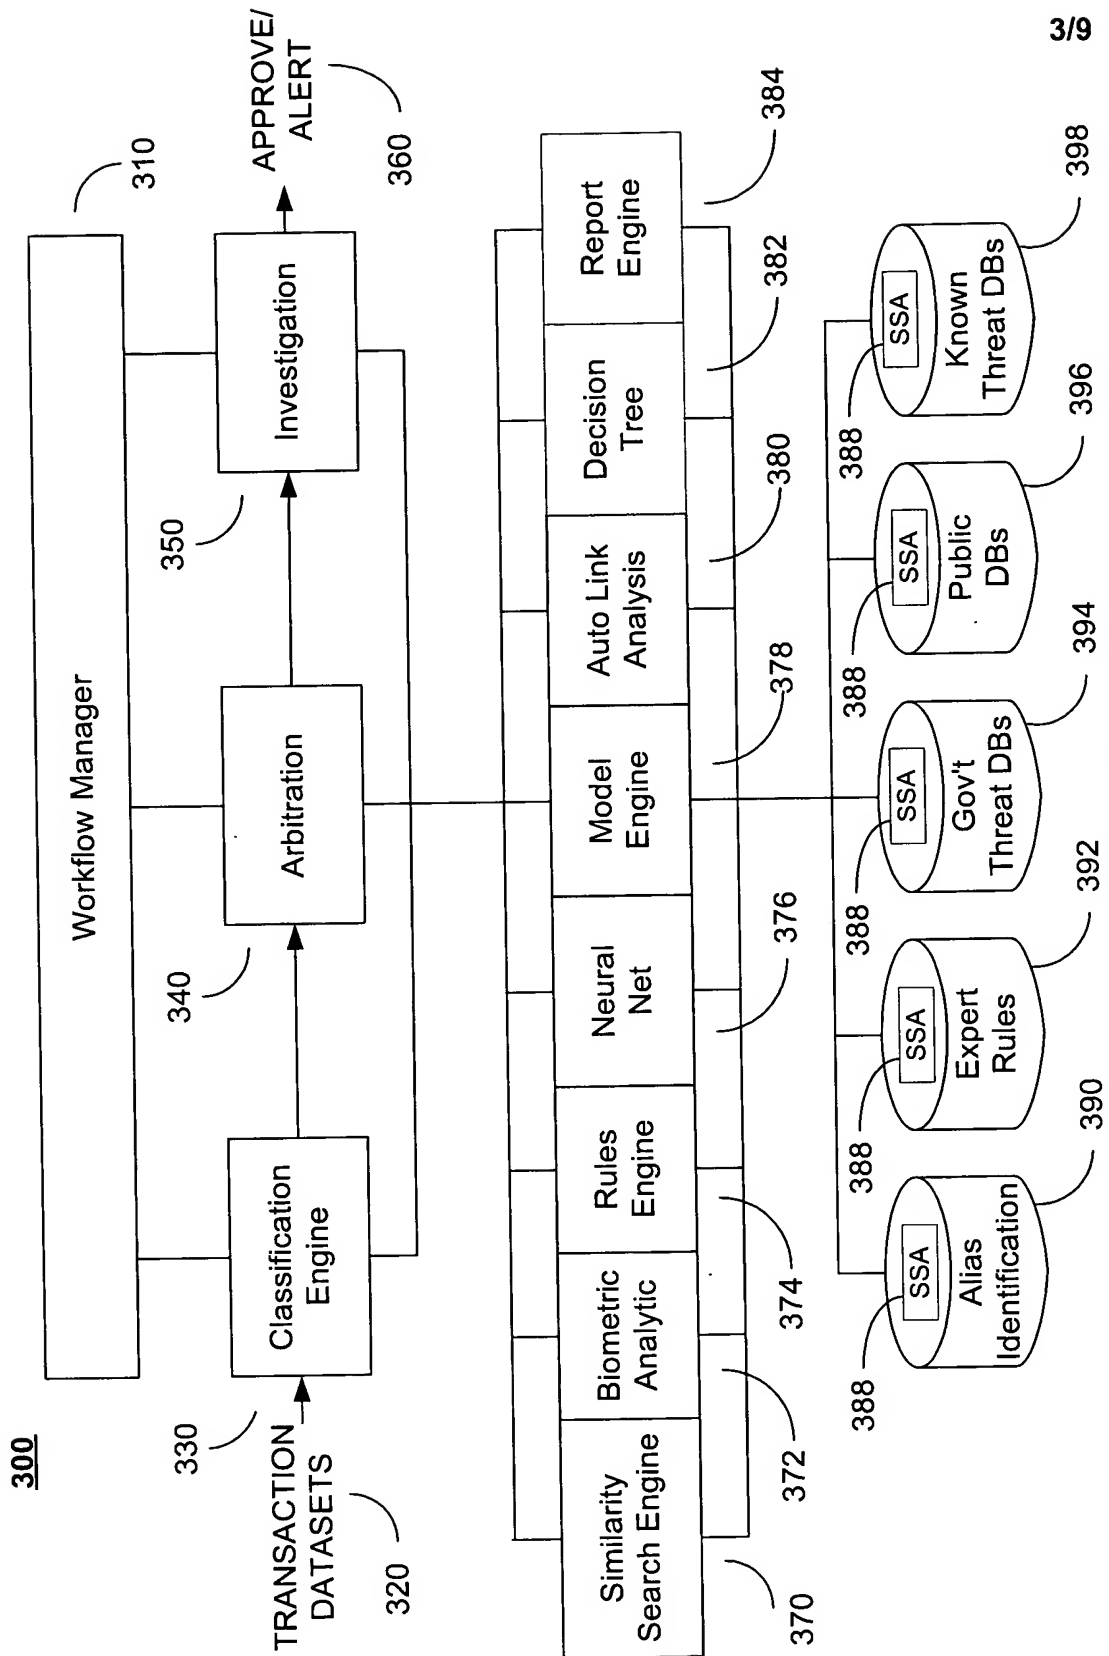 3/9
300
Workflow Manager
310
TRANSACTION
DATASETS
320
330
Classification
Engine
340
Arbitration
350
Investigation
APPROVE/
ALERT
360
Similarity
Search Engine
Biometric
Analytic
Rules
Engine
Neural
Net
Model
Engine
Auto Link
Analysis
Decision
Tree
Report
Engine
370
372
374
376
378
380
382
384
388
SSA
Alias
Identification
390
388
SSA
Expert
Rules
392
388
SSA
Gov't
Threat DBs
394
388
SSA
Public
DBs
396
388
SSA
Known
Threat DBs
398